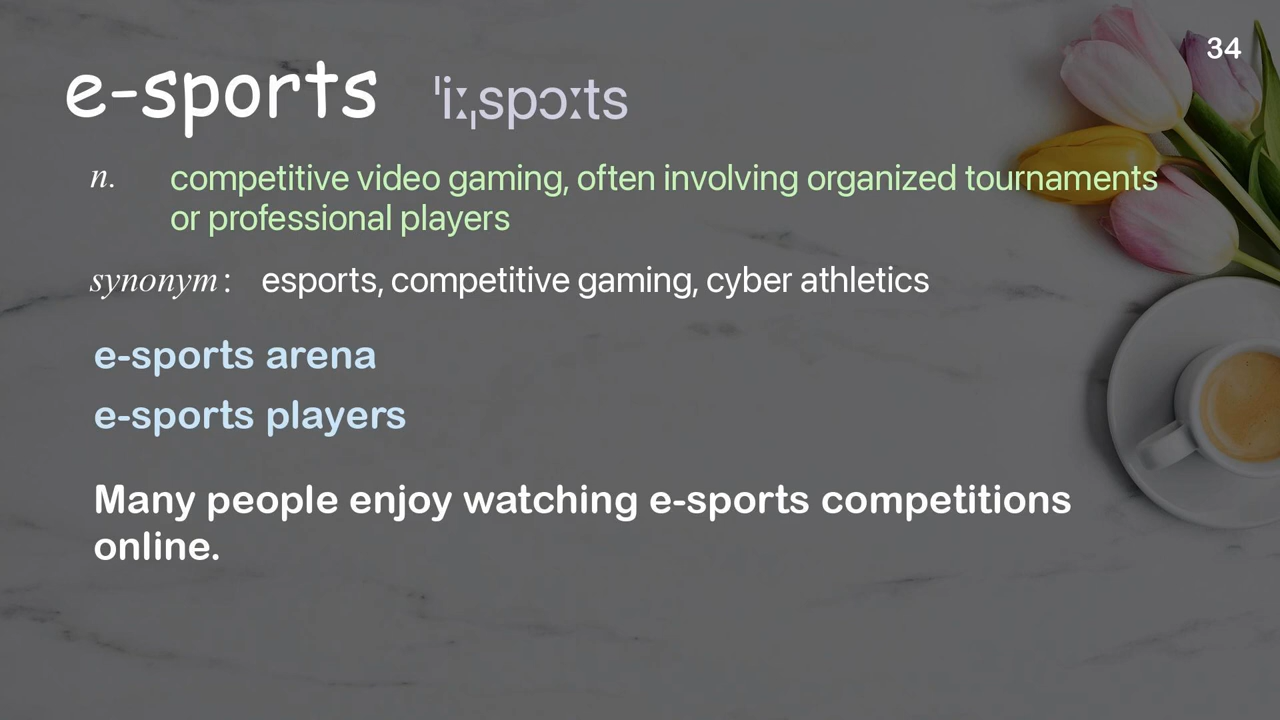 34
e-sports ˈiːˌspɔːts
n. competitive video gaming, often involving organized tournaments
or professional players
synonym: esports, competitive gaming, cyber athletics
e-sports arena
e-sports players
Many people enjoy watching e-sports competitions
online.